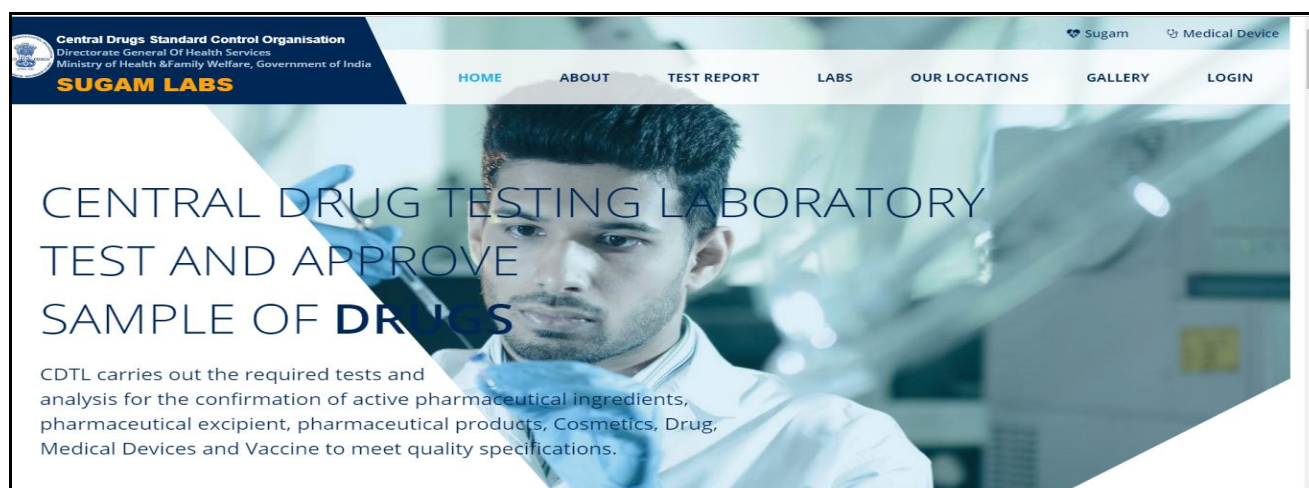 Central Drugs Standard Control Organisation
Directorate General Of Health Services
Ministry of Health &Family Welfare, Government of India
SUGAM LABS
Sugam Medical Device
HOME ABOUT TEST REPORT LABS OUR LOCATIONS GALLERY LOGIN
CENTRAL DRUG TESTING LABORATORY
TEST AND APPROVE
SAMPLE OF DRUGS
CDTL carries out the required tests and
analysis for the confirmation of active pharmaceutical ingredients,
pharmaceutical excipient, pharmaceutical products, Cosmetics, Drug,
Medical Devices and Vaccine to meet quality specifications.